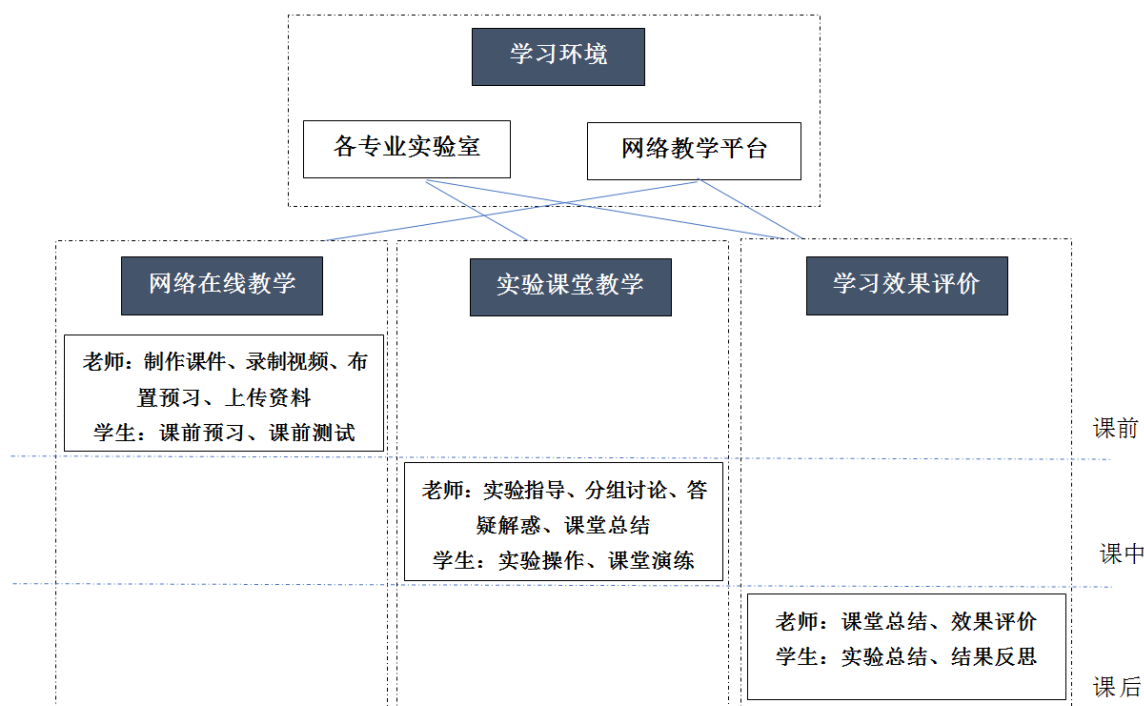 学习环境
各专业实验室
网络教学平台
网络在线教学
实验课堂教学
学习效果评价
老师：制作课件、录制视频、布
置预习、上传资料
学生：课前预习、课前测试
课前
老师：实验指导、分组讨论、答
疑解惑、课堂总结
学生：实验操作、课堂演练
课中
老师：课堂总结、效果评价
学生：实验总结、结果反思
课后